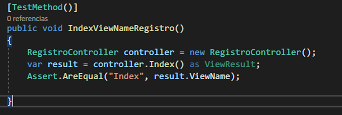 [TestMethod()]
0 referencias
public void IndexViewNameRegistro()
{
RegistroController controller = new RegistroController();
var result = controller.Index() as ViewResult;
Assert.AreEqual("Index", result.ViewName);
}